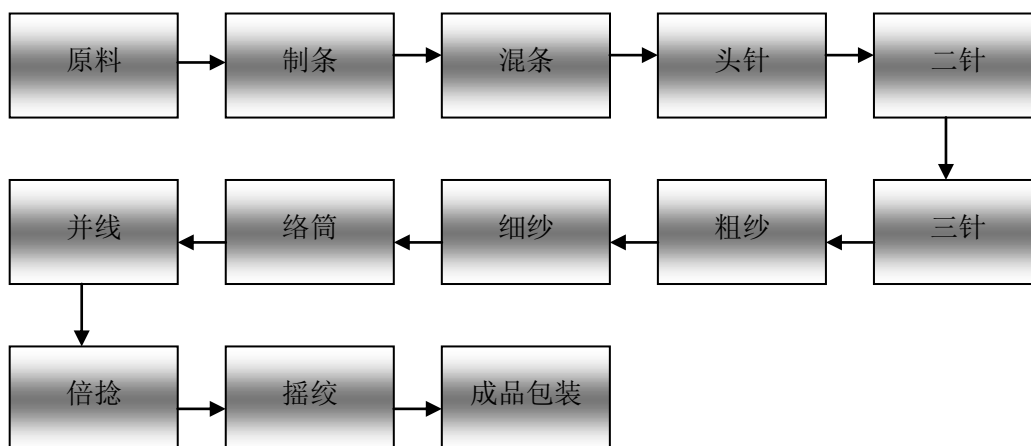 原料
制条
混条
头针
二针
三针
粗纱
细纱
络筒
并线
倍捻
摇绞
成品包装